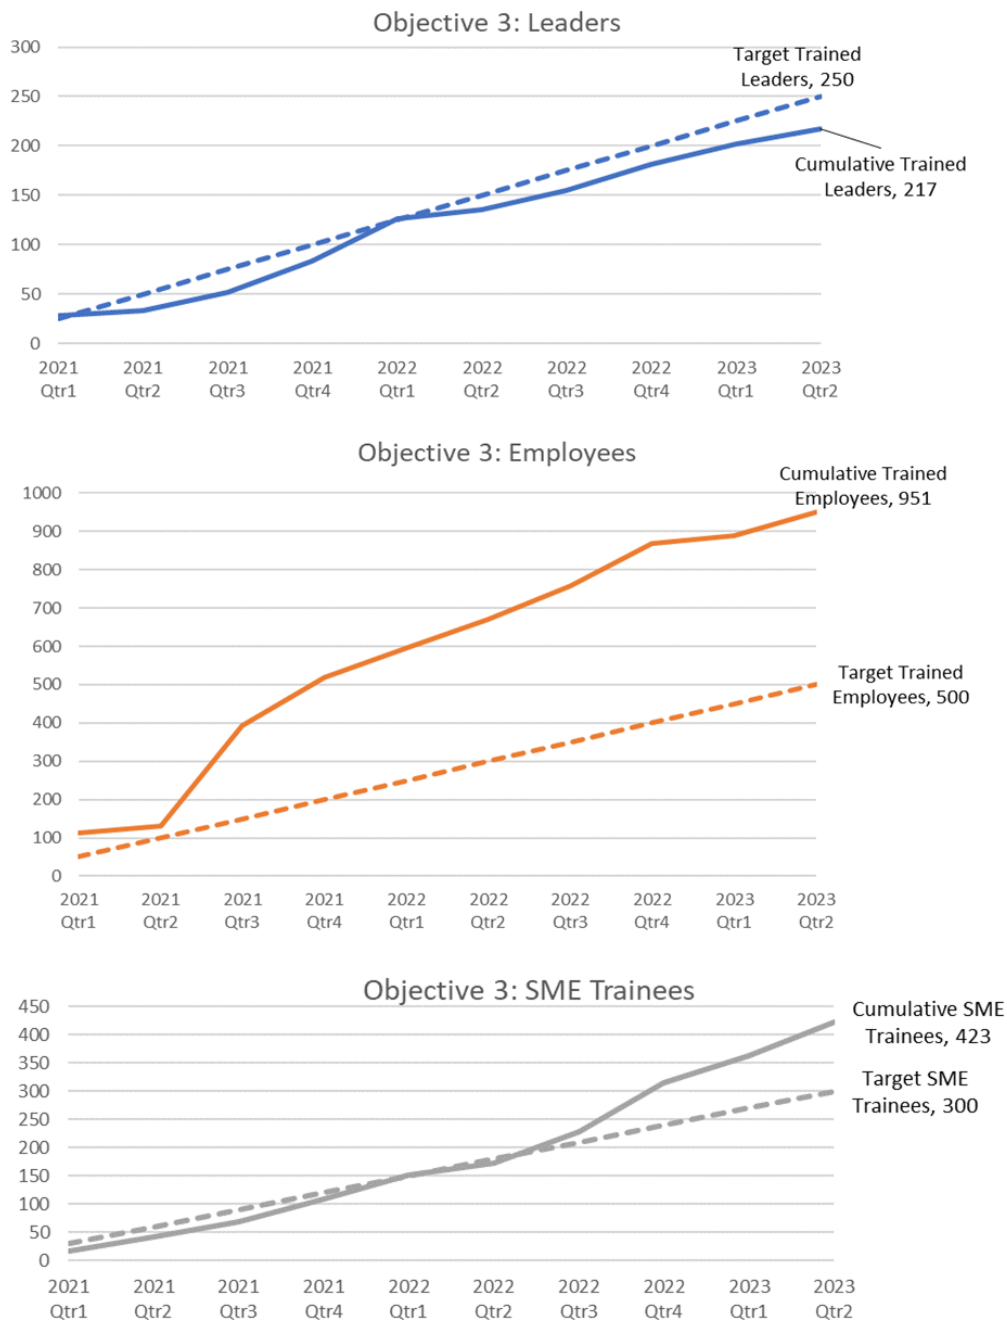 Objective 3: Leaders
300
250
200
150
100
50
0
Target Trained
Leaders, 250
Cumulative Trained
Leaders, 217
2021 2021 2021 2021 2022 2022 2022 2022 2023 2023
Qtr1 Qtr2 Qtr3 Qtr4 Qtr1 Qtr2 Qtr3 Qtr4 Qtr1 Qtr2
Objective 3: Employees
1000
900
800
700
600
500
400
300
200
100
0
Cumulative Trained
Employees, 951
Target Trained
Employees, 500
2021 2021 2021 2021 2022 2022 2022 2022 2023 2023
Qtr1 Qtr2 Qtr3 Qtr4 Qtr1 Qtr2 Qtr3 Qtr4 Qtr1 Qtr2
Objective 3: SME Trainees
450
400
350
300
250
200
150
100
50
0
Cumulative SME
Trainees, 423
Target SME
Trainees, 300
2021 2021 2021 2021 2022 2022 2022 2022 2023 2023
Qtr1 Qtr2 Qtr3 Qtr4 Qtr1 Qtr2 Qtr3 Qtr4 Qtr1 Qtr2